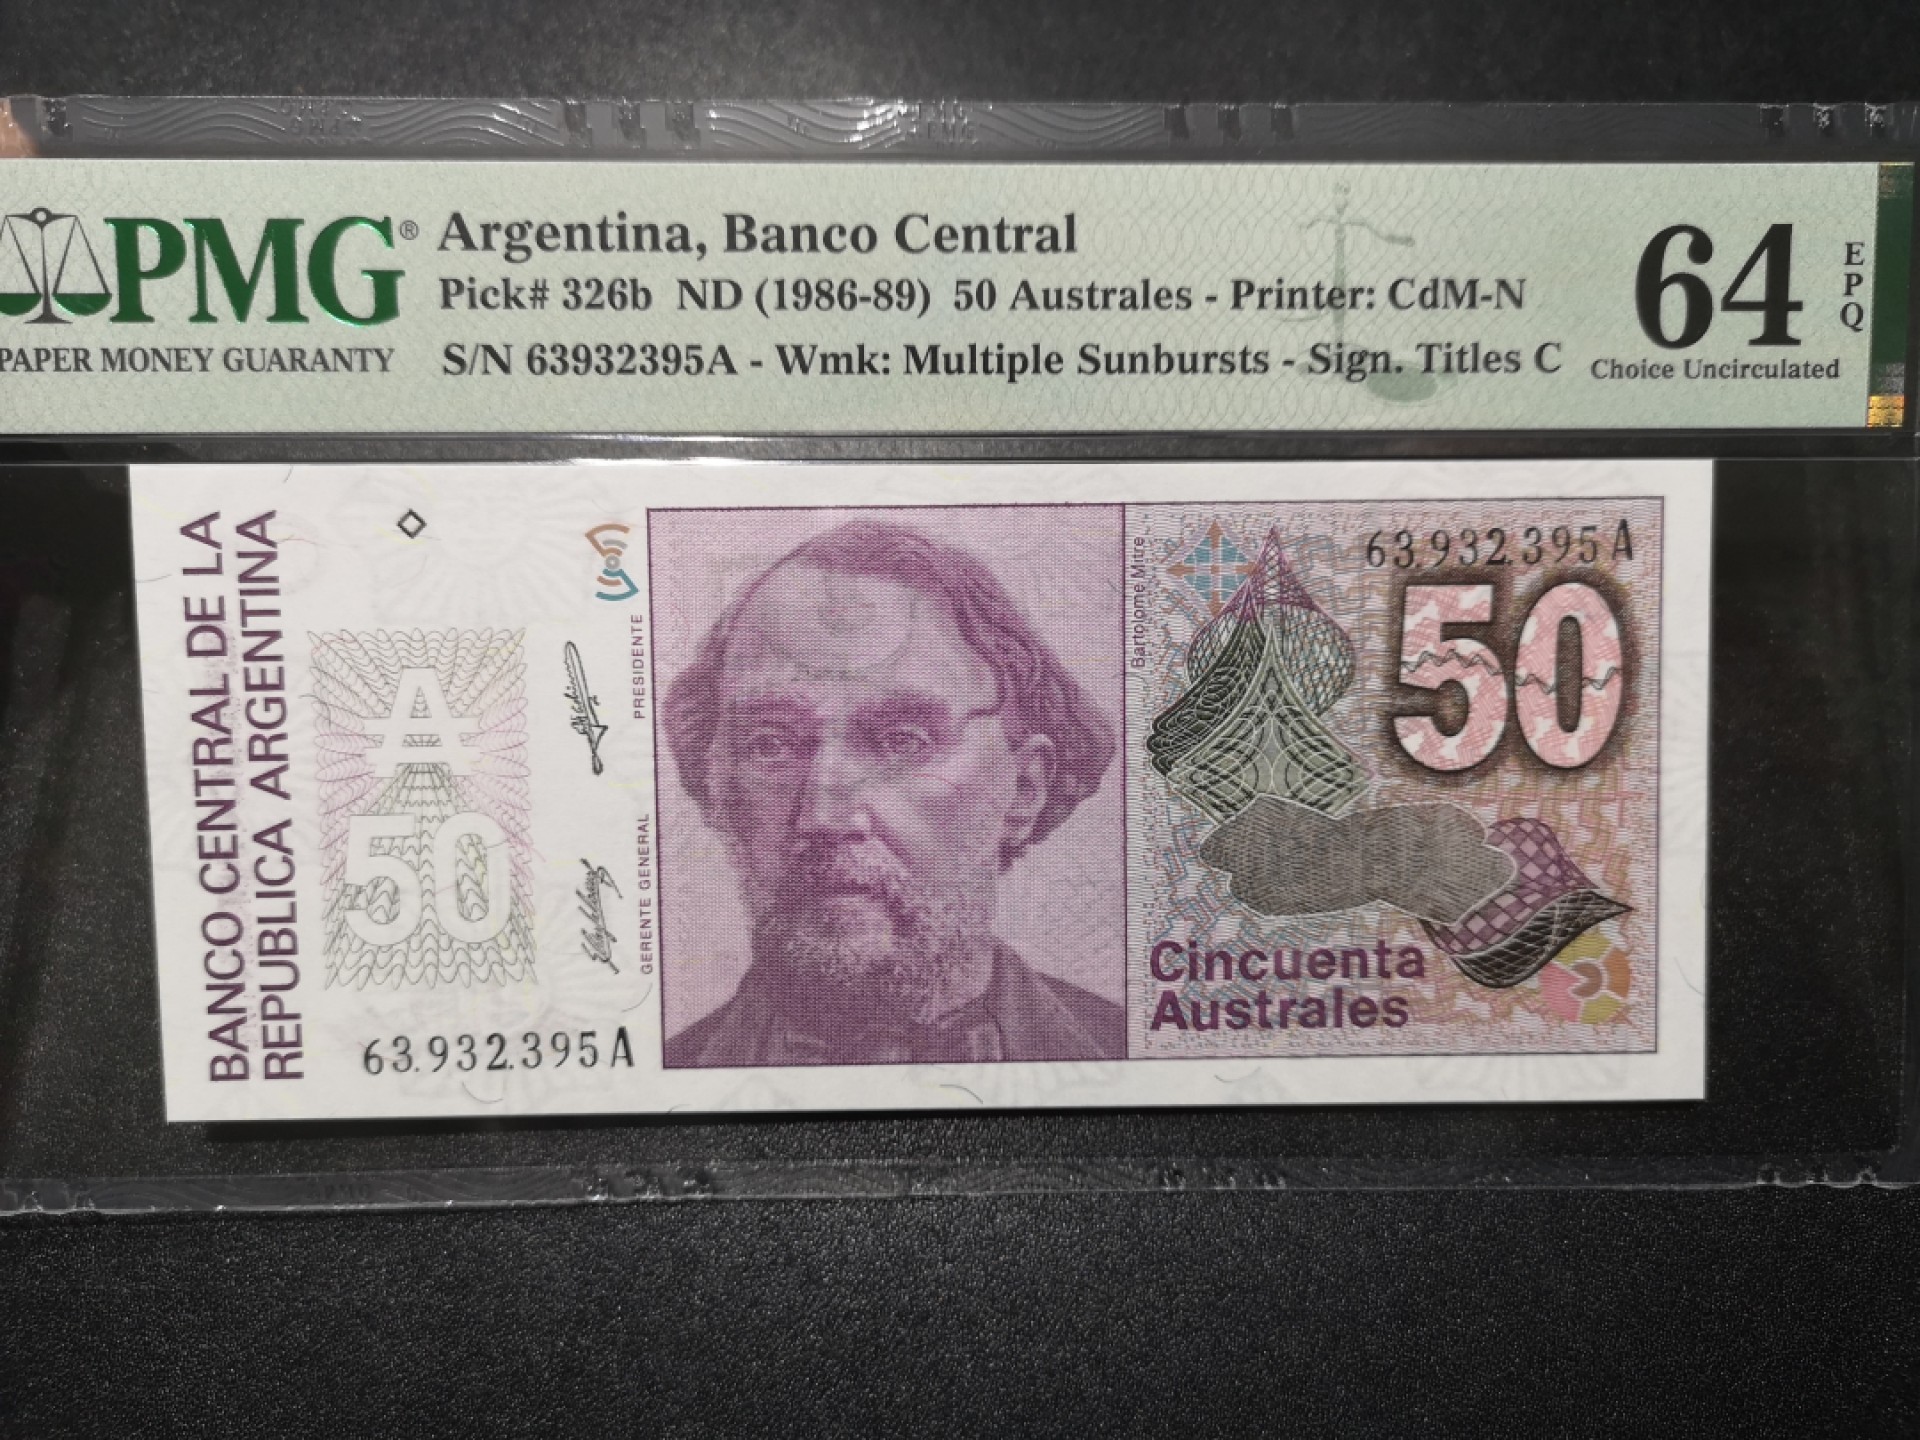 PMG®
PAPER MONEY GUARANTY
Argentina, Banco Central
Pick# 326b ND (1986-89) 50 Australes - Printer: CdM-N
S/N 63932395A - Wmk: Multiple Sunbursts - Sign. Titles C
64
EPQ
Choice Uncirculated
BANCO CENTRAL DE LA
REPUBLICA ARGENTINA
A
50
PRESIDENTE
GERENTE GENERAL
63.932.395 A
Bartolomé Mitre
63.932.395 A
50
Cincuenta
Australes